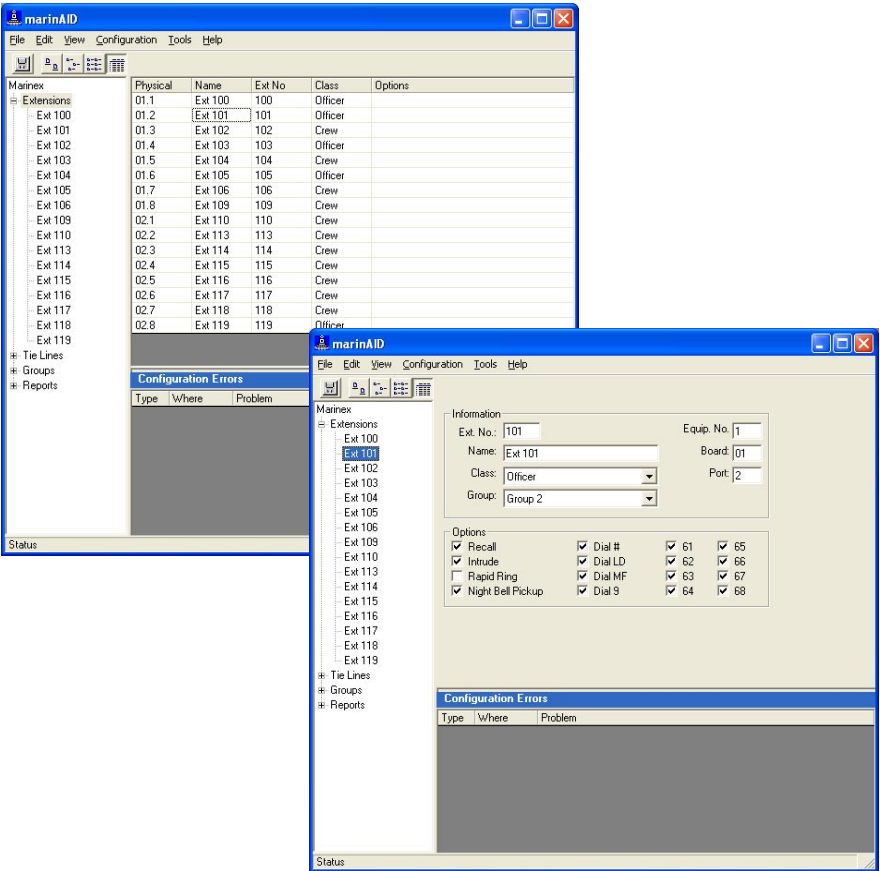 marinAID
File Edit View Configuration Tools Help
Marinex
Extensions
Ext 100
Ext 101
Ext 102
Ext 103
Ext 104
Ext 105
Ext 106
Ext 109
Ext 110
Ext 113
Ext 114
Ext 115
Ext 116
Ext 117
Ext 118
Ext 119
Tie Lines
Groups
Reports
Physical Name Ext No Class Options
01.1 Ext 100 100 Officer
01.2 Ext 101 101 Officer
01.3 Ext 102 102 Crew
01.4 Ext 103 103 Officer
01.5 Ext 104 104 Crew
01.6 Ext 105 105 Officer
01.7 Ext 106 106 Crew
01.8 Ext 109 109 Crew
02.1 Ext 110 110 Crew
02.2 Ext 113 113 Crew
02.3 Ext 114 114 Crew
02.4 Ext 115 115 Crew
02.5 Ext 116 116 Crew
02.6 Ext 117 117 Crew
02.7 Ext 118 118 Crew
02.8 Ext 119 119 Officer
Configuration Errors
Type Where Problem
Status
marinAID
File Edit View Configuration Tools Help
Marinex
Extensions
Ext 100
Ext 101
Ext 102
Ext 103
Ext 104
Ext 105
Ext 106
Ext 109
Ext 110
Ext 113
Ext 114
Ext 115
Ext 116
Ext 117
Ext 118
Ext 119
Tie Lines
Groups
Reports
Information
Ext. No.: 101 Equip. No. 1
Name: Ext 101 Board: 01
Class: Officer Port: 2
Group: Group 2
Options
Recall Dial # 61 65
Intrude Dial LD 62 66
Rapid Ring Dial MF 63 67
Night Bell Pickup Dial 9 64 68
Configuration Errors
Type Where Problem
Status